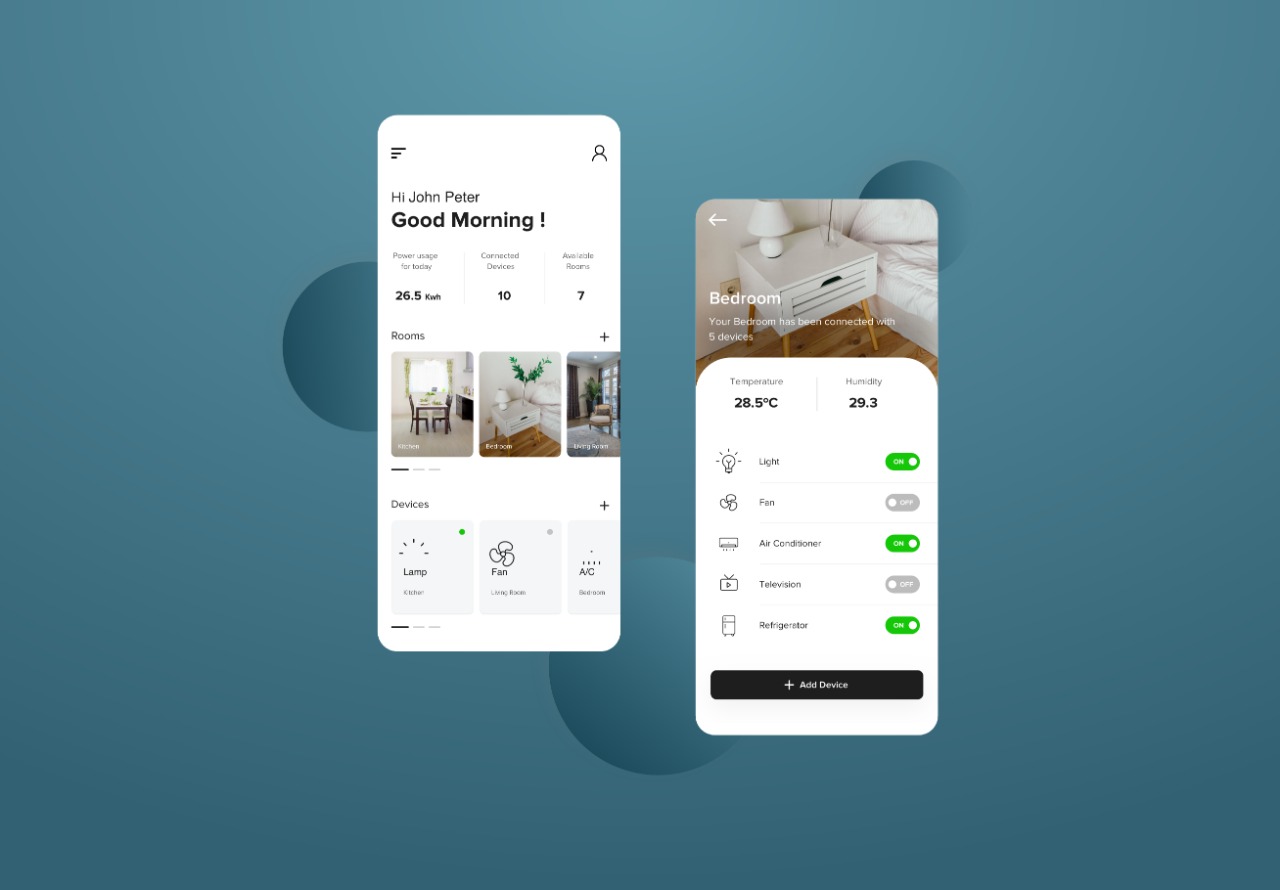 Hi John Peter
Good Morning !
Power usage
for today
26.5 Kwh
Connected
Devices
10
Available
Rooms
7
Rooms
Kitchen
Bedroom
Living Room
Devices
Lamp
Kitchen
Fan
Living Room
A/C
Bedroom
Bedroom
Your Bedroom has been connected with
5 devices
Temperature
28.5ºC
Humidity
29.3
Light
ON
Fan
OFF
Air Conditioner
ON
Television
OFF
Refrigerator
ON
Add Device